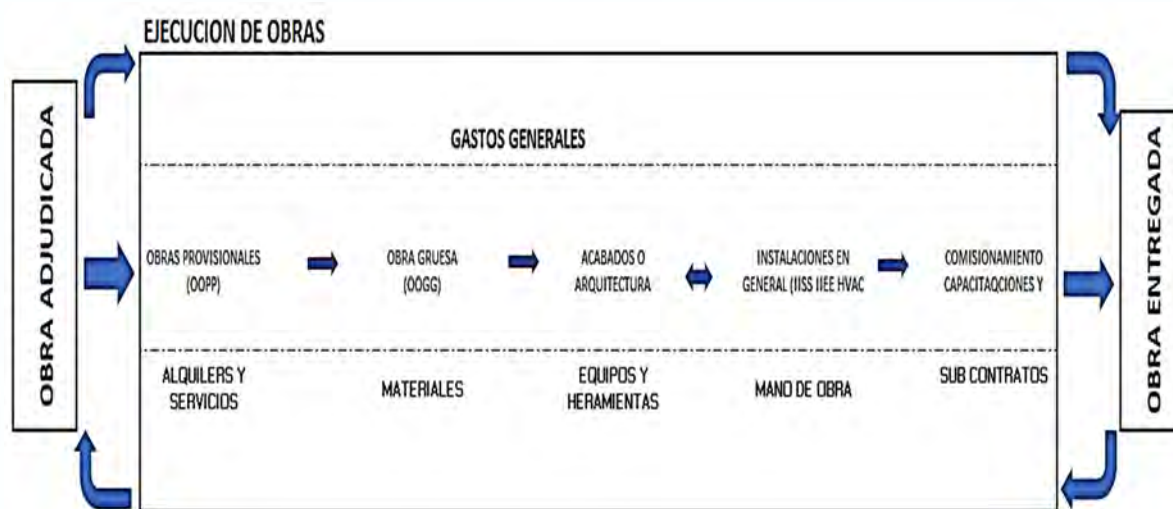 EJECUCION DE OBRAS
OBRA ADJUDICADA
GASTOS GENERALES
OBRAS PROVISIONALES
(OOPP)
OBRA GRUESA
(OOGG)
ACABADOS O
ARQUITECTURA
INSTALACIONES EN
GENERAL (IISS IIEE HVAC
COMISIONAMIENTO
CAPACITAQCIONES Y
ALQUILERS Y
SERVICIOS
MATERIALES
EQUIPOS Y
HERAMIENTAS
MANO DE OBRA
SUB CONTRATOS
OBRA ENTREGADA